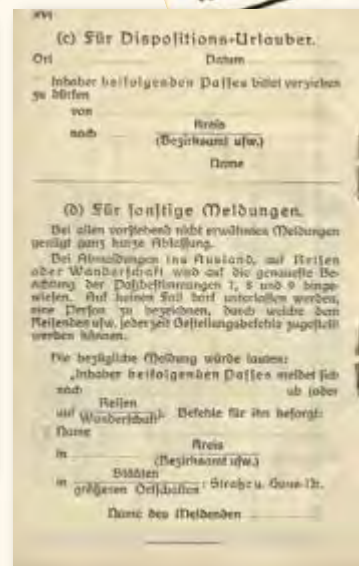 XVI
(c) Für Dispositions-Urlauber.
Ort Datum
Inhaber beifolgenden Passes bittet verziehen
zu dürfen
von
nach Kreis
(Bezirksamt usw.)
Name
(d) Für sonstige Meldungen.
Bei allen vorstehend nicht erwähnten Meldungen
genügt ganz kurze Ablassung.
Bei Abmeldungen ins Ausland, auf Reisen
oder Wanderschaft wird auf die genaueste Be-
achtung der Paßbestimmungen 7, 8 und 9 hinge-
wiesen. Auf keinen Fall darf unterlassen werden,
eine Person zu bezeichnen, durch welche dem
Reisenden usw. jederzeit Gestellungsbefehle zugestellt
werden können.
Die bezügliche Meldung würde lauten:
„Inhaber beifolgenden Passes meldet sich
nach ab (oder
auf Reisen
Wanderschaft). Befehle für ihn besorgt:
Name
in Kreis
(Bezirksamt usw.)
in Städten
größeren Ortschaften: Straße u. Haus-Nr.
Name des Meldenden